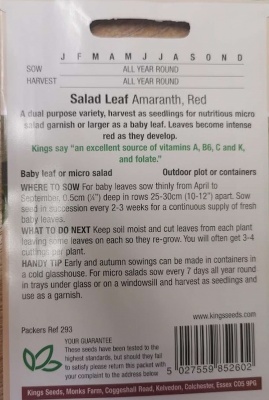 J F M A M J J A S O N D
SOW ALL YEAR ROUND
HARVEST ALL YEAR ROUND
Salad Leaf Amaranth, Red
A dual purpose variety, harvest as seedlings for nutritious micro
salad garnish or larger as a baby leaf. Leaves become intense
red as they develop.
Kings say "an excellent source of vitamins A, B6, C and K,
and folate."
Baby leaf or micro salad Outdoor plot or containers
WHERE TO SOW For baby leaves sow thinly from April to
September, 0.5cm (¼") deep in rows 25-30cm (10-12") apart. Sow
seed in succession every 2-3 weeks for a continuous supply of fresh
baby leaves.
WHAT TO DO NEXT Keep soil moist and cut leaves from each plant
leaving some leaves on each so they re-grow. You will often get 3-4
cuttings per plant.
HANDY TIP Early and autumn sowings can be made in containers in
a cold glasshouse. For micro salads sow every 7 days all year round
in trays under glass or on a windowsill and harvest as seedlings and
use as a garnish.
Packers Ref 293
www.kingsseeds.com
YOUR GUARANTEE
These seeds have been tested to the
highest standards, but should they fail
to satisfy please return this packet with
your complaint to the address below.
5 027559 852602
Kings Seeds, Monks Farm, Coggeshall Road, Kelvedon, Colchester, Essex CO5 9PG